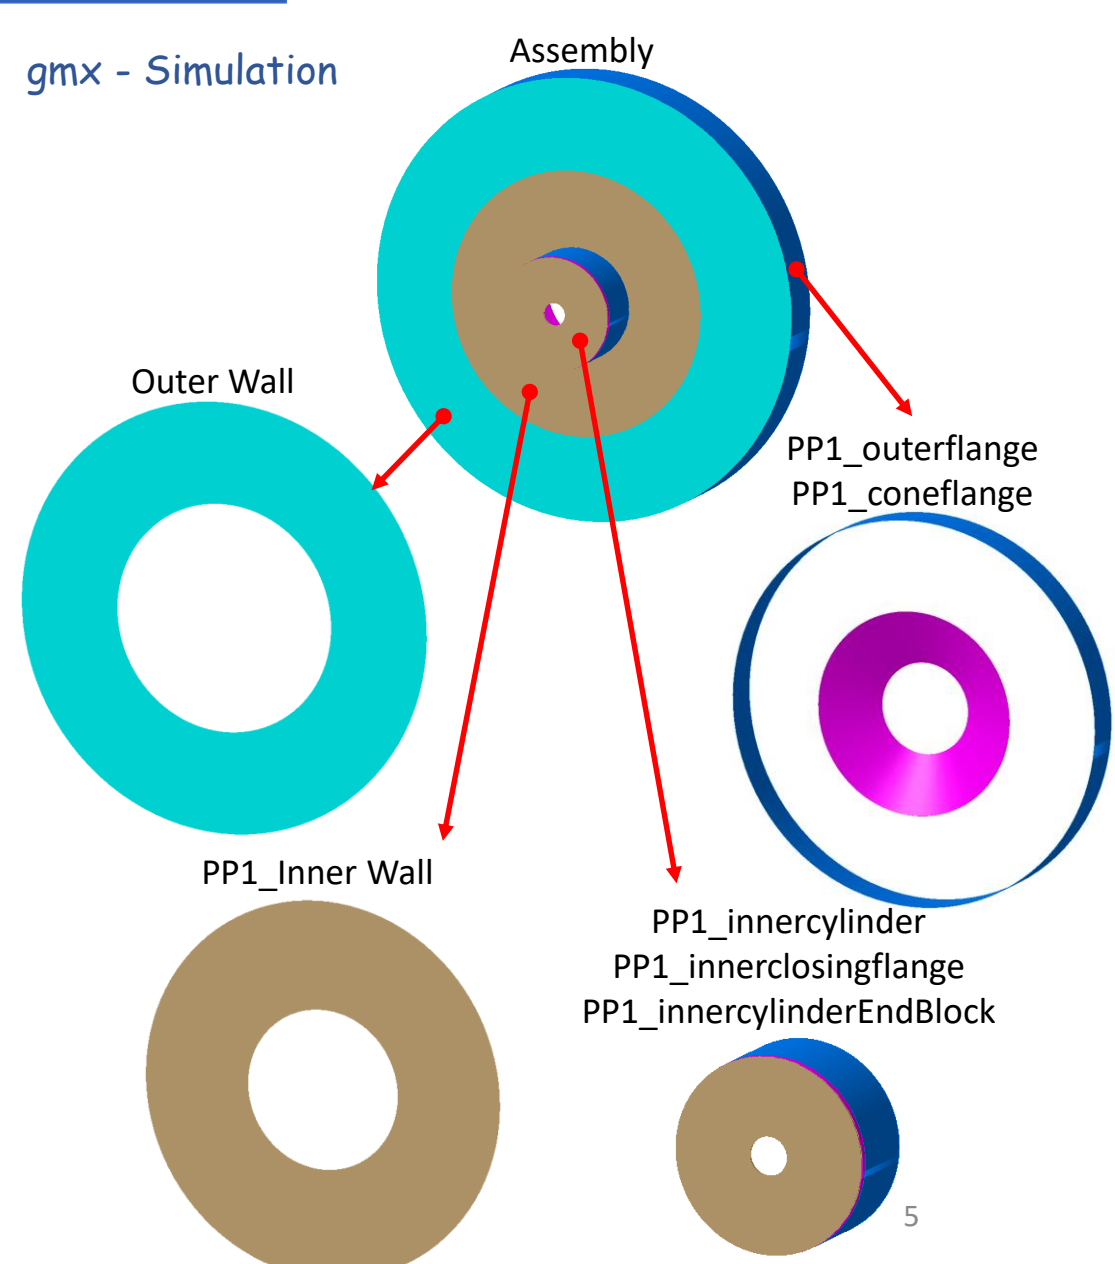 gmx - Simulation
Assembly
Outer Wall
PP1_outerflange
PP1_coneflange
PP1_Inner Wall
PP1_innercylinder
PP1_innerclosingflange
PP1_innercylinderEndBlock
5